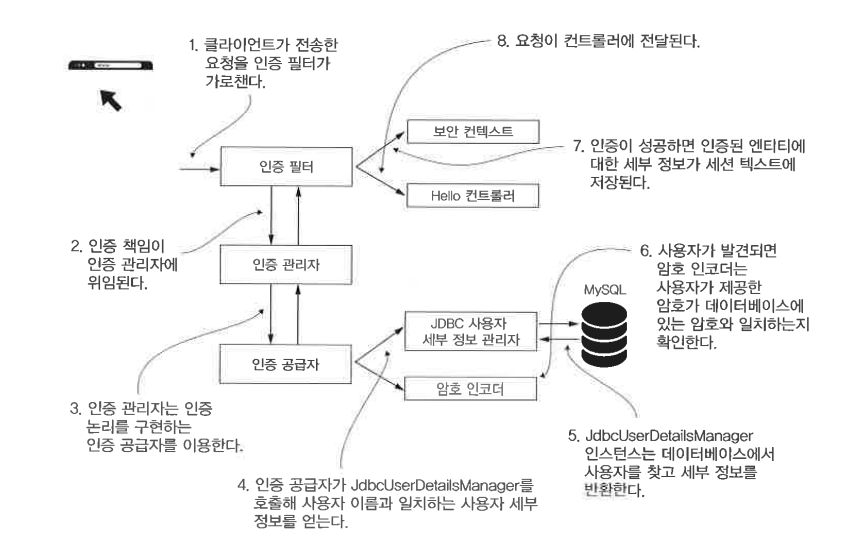 1. 클라이언트가 전송한
요청을 인증 필터가
가로챈다.
8. 요청이 컨트롤러에 전달된다.
보안 컨텍스트
인증 필터
7. 인증이 성공하면 인증된 엔티티에
대한 세부 정보가 세션 텍스트에
저장된다.
Hello 컨트롤러
2. 인증 책임이
인증 관리자에
위임된다.
인증 관리자
6. 사용자가 발견되면
암호 인코더는
사용자가 제공한
암호가 데이터베이스에
있는 암호와 일치하는지
확인한다.
MySQL
JDBC 사용자
세부 정보 관리자
인증 공급자
암호 인코더
3. 인증 관리자는 인증
논리를 구현하는
인증 공급자를 이용한다.
5. JdbcUserDetailsManager
인스턴스는 데이터베이스에서
사용자를 찾고 세부 정보를
반환한다.
4. 인증 공급자가 JdbcUserDetailsManager를
호출해 사용자 이름과 일치하는 사용자 세부
정보를 얻는다.